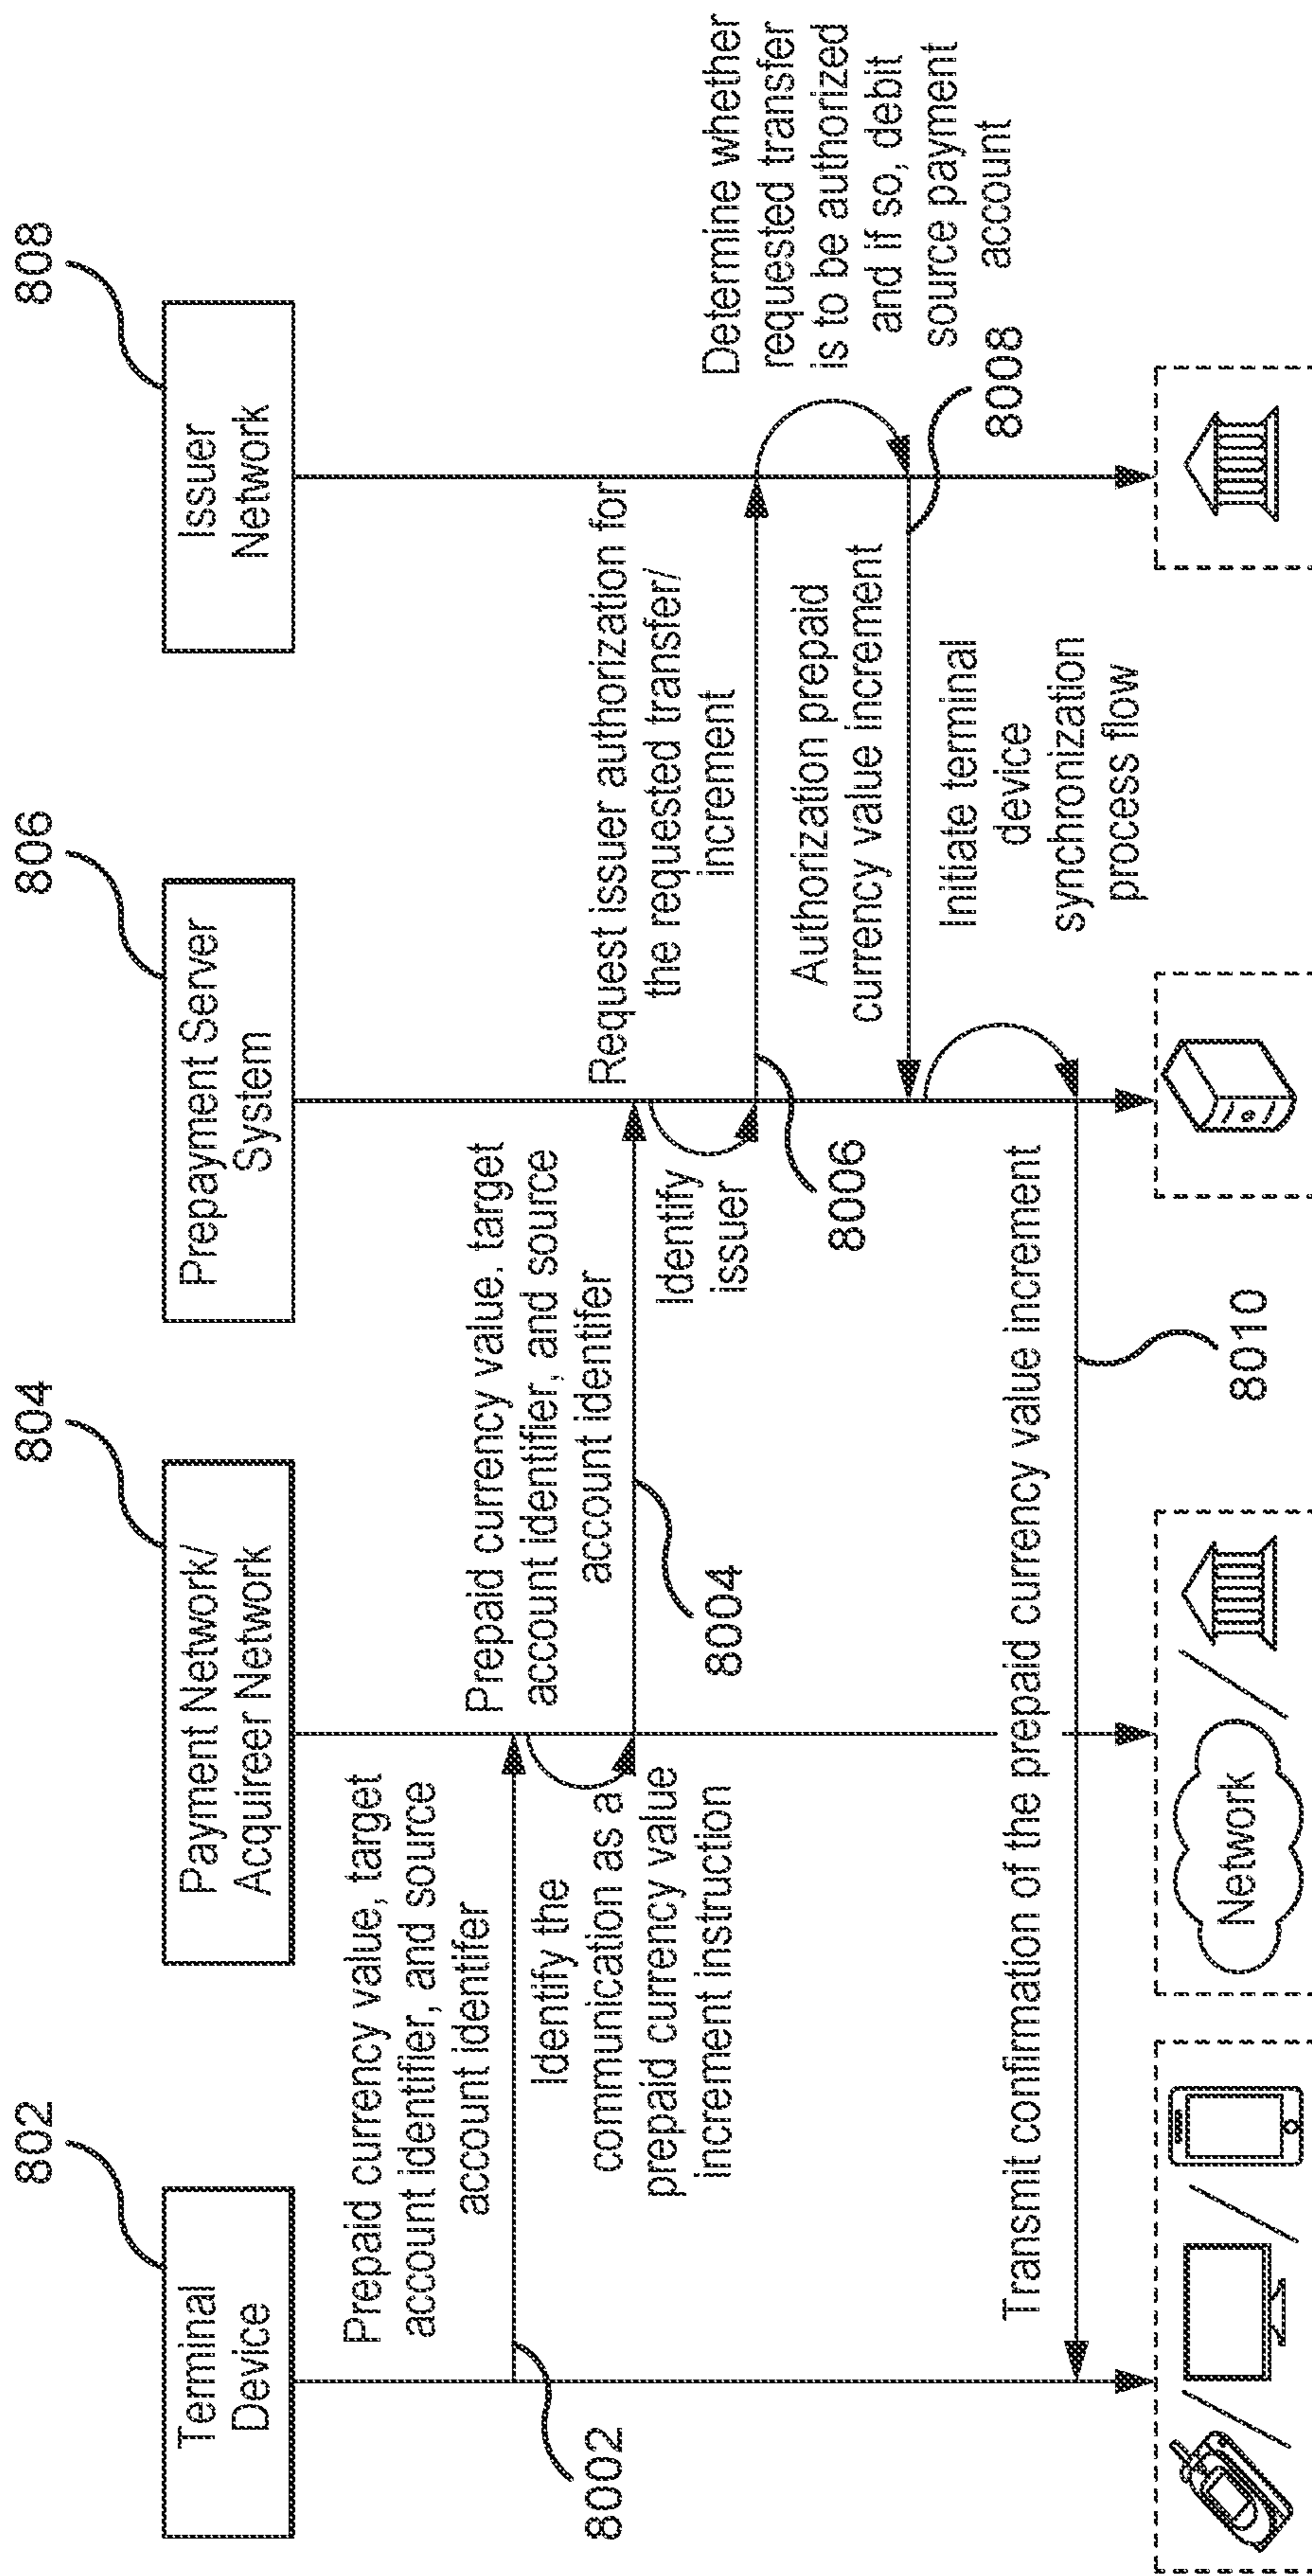 802
Terminal
Device
804
Payment Network/
Acquireer Network
806
Prepayment Server
System
808
Issuer
Network
Prepaid currency value, target
account identifier, and source
account identifer
8002
Identify the
communication as a
prepaid currency value
increment instruction
Prepaid currency value. target
account identifier, and source
account identifer
8004
Identify
issuer
Request issuer authorization for
the requested transfer/
increment
8006
Determine whether
requested transfer
is to be authorized
and if so, debit
source payment
account
8008
Authorization prepaid
currency value increment
Initiate terminal
device
synchronization
process flow
Transmit confirmation of the prepaid currency value increment
8010
Network